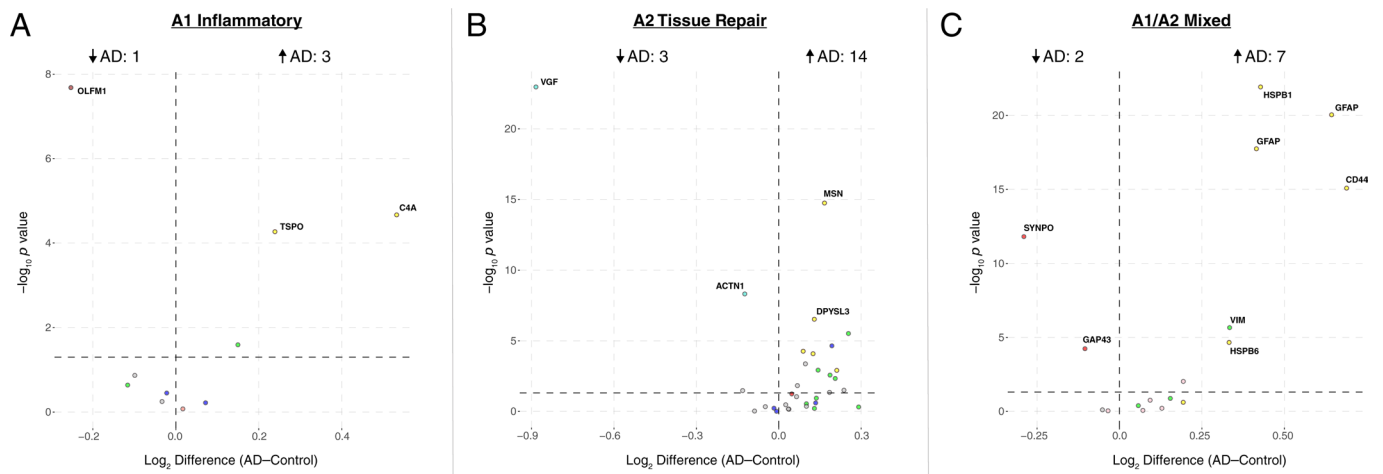 A
A1 Inflammatory
↓ AD: 1
↑ AD: 3
8
6
4
2
0
−log10 p value
OLFM1
C4A
TSPO
−0.2
0.0
0.2
0.4
Log2 Difference (AD−Control)
B
A2 Tissue Repair
↓ AD: 3
↑ AD: 14
20
15
10
5
0
−log10 p value
VGF
MSN
ACTN1
DPYSL3
−0.9
−0.6
−0.3
0.0
0.3
Log2 Difference (AD−Control)
C
A1/A2 Mixed
↓ AD: 2
↑ AD: 7
20
15
10
5
0
−log10 p value
HSPB1
GFAP
GFAP
CD44
SYNPO
VIM
GAP43
HSPB6
−0.25
0.0
0.25
0.50
Log2 Difference (AD−Control)